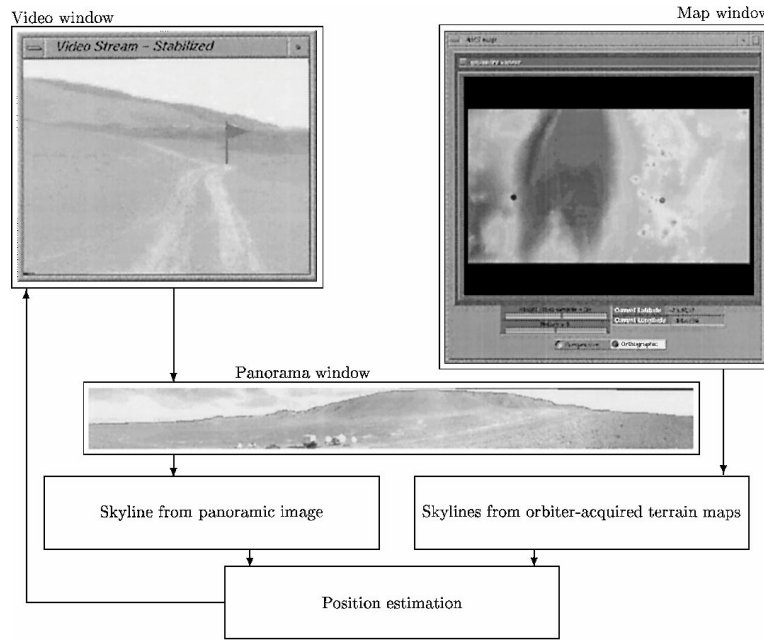 Video window
Map window
Video Stream - Stabilized
Current Latitude
Current Longitude
Orthographic
Panorama window
Skyline from panoramic image
Skylines from orbiter-acquired terrain maps
Position estimation